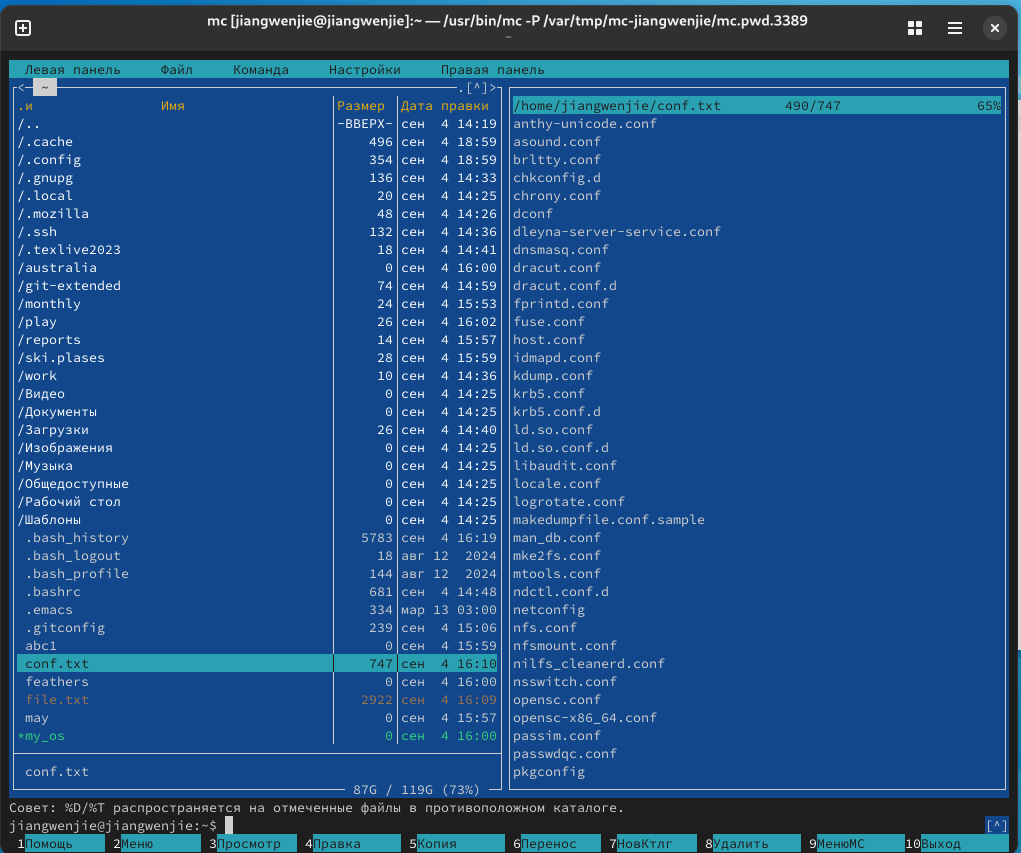 mc [jiangwenjie@jiangwenjie]:~ — /usr/bin/mc -P /var/tmp/mc-jiangwenjie/mc.pwd.3389
~
Левая панель Файл Команда Настройки Правая панель
<— ~ .[^]>
.и Имя Размер Дата правки
/.. -ВВЕРХ- сен 4 14:19
/.cache 496 сен 4 18:59
/.config 354 сен 4 18:59
/.gnupg 136 сен 4 14:33
/.local 20 сен 4 14:25
/.mozilla 48 сен 4 14:26
/.ssh 132 сен 4 14:36
/.texlive2023 18 сен 4 14:41
/australia 0 сен 4 16:00
/git-extended 74 сен 4 14:59
/monthly 24 сен 4 15:53
/play 26 сен 4 16:02
/reports 14 сен 4 15:57
/ski.plases 28 сен 4 15:59
/work 10 сен 4 14:36
/Видео 0 сен 4 14:25
/Документы 0 сен 4 14:25
/Загрузки 26 сен 4 14:40
/Изображения 0 сен 4 14:25
/Музыка 0 сен 4 14:25
/Общедоступные 0 сен 4 14:25
/Рабочий стол 0 сен 4 14:25
/Шаблоны 0 сен 4 14:25
.bash_history 5783 сен 4 16:19
.bash_logout 18 авг 12 2024
.bash_profile 144 авг 12 2024
.bashrc 681 сен 4 14:48
.emacs 334 мар 13 03:00
.gitconfig 239 сен 4 15:06
abc1 0 сен 4 15:59
conf.txt 747 сен 4 16:10
feathers 0 сен 4 16:00
file.txt 2922 сен 4 16:09
may 0 сен 4 15:57
*my_os 0 сен 4 16:00
conf.txt
87G / 119G (73%)
/home/jiangwenjie/conf.txt 490/747 65%
anthy-unicode.conf
asound.conf
brltty.conf
chkconfig.d
chrony.conf
dconf
dleyna-server-service.conf
dnsmasq.conf
dracut.conf
dracut.conf.d
fprintd.conf
fuse.conf
host.conf
idmapd.conf
kdump.conf
krb5.conf
krb5.conf.d
ld.so.conf
ld.so.conf.d
libaudit.conf
locale.conf
logrotate.conf
makedumpfile.conf.sample
man_db.conf
mke2fs.conf
mtools.conf
ndctl.conf.d
netconfig
nfs.conf
nfsmount.conf
nilfs_cleanerd.conf
nsswitch.conf
opensc.conf
opensc-x86_64.conf
passim.conf
passwdqc.conf
pkgconfig
Совет: %D/%T распространяется на отмеченные файлы в противоположном каталоге.
jiangwenjie@jiangwenjie:~$ [^]
1Помощь 2Меню 3Просмотр 4Правка 5Копия 6Перенос 7НовКтлг 8Удалить 9МенюМС 10Выход